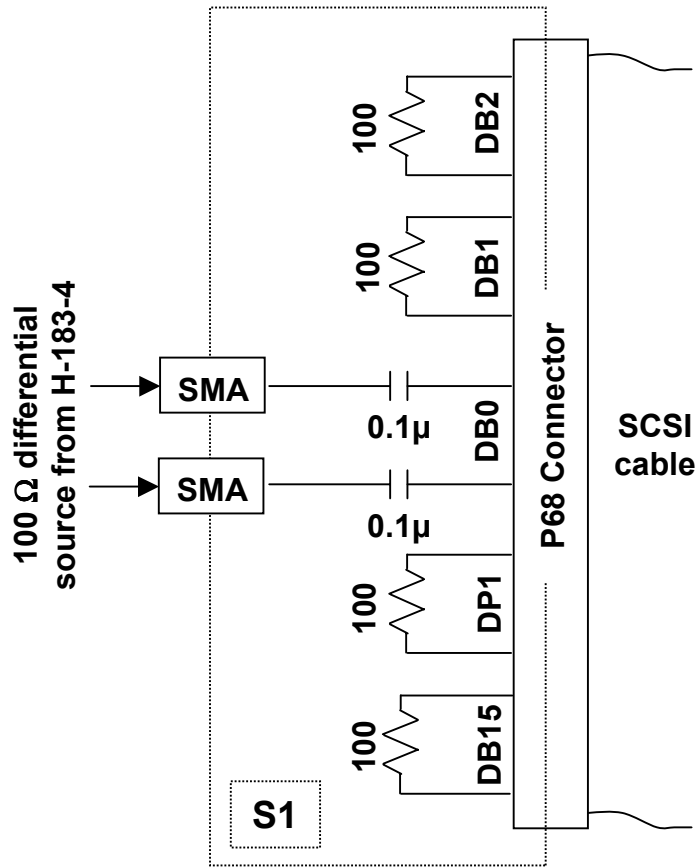 100
DB2
100
DB1
100 Ω differential
source from H-183-4
SMA
0.1µ
DB0
SMA
0.1µ
P68 Connector
SCSI
cable
100
DP1
100
DB15
S1